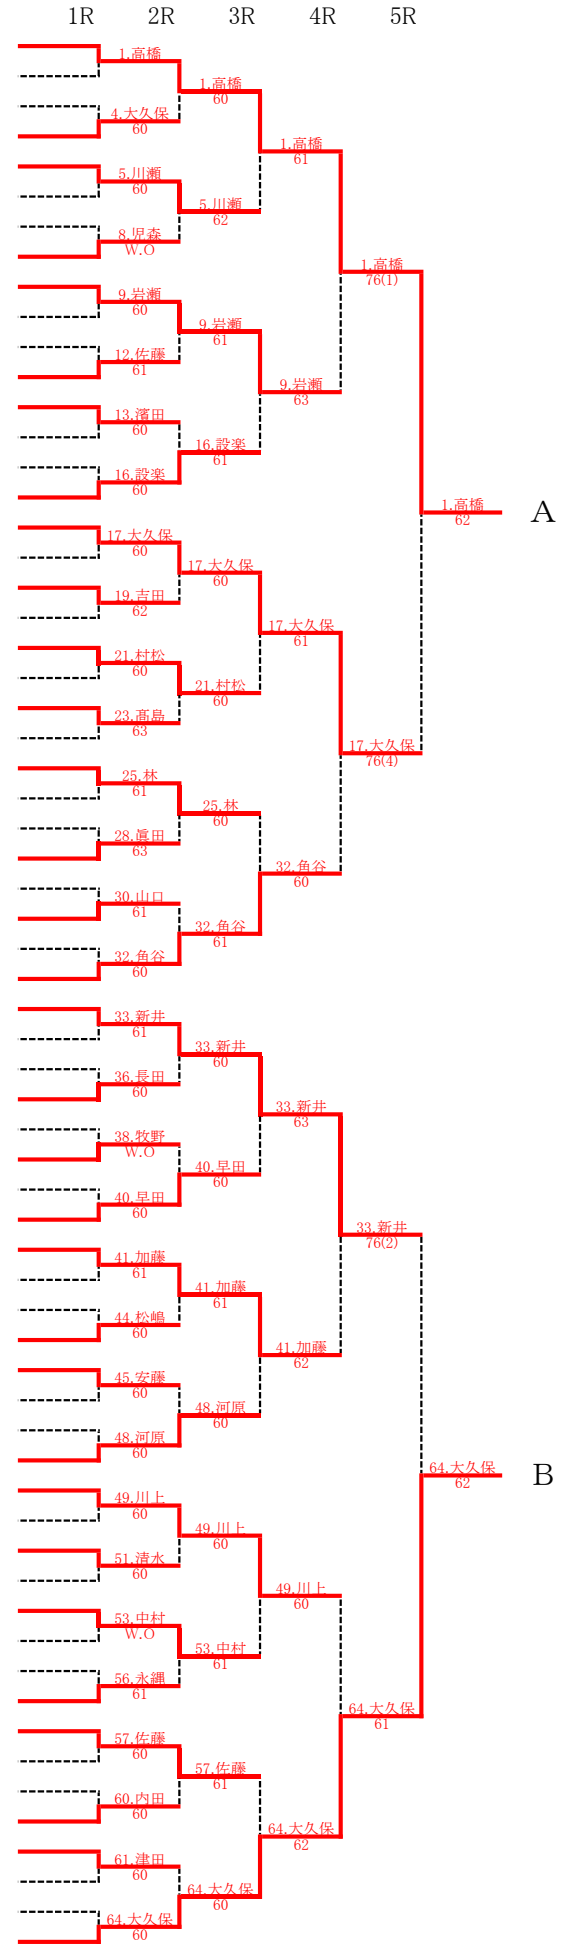 1R 2R 3R 4R 5R
1.高橋
1.高橋
60
4.大久保
60
1.高橋
61
5.川瀬
60
5.川瀬
62
8.児森
W.O
1.高橋
76(1)
9.岩瀬
60
9.岩瀬
61
12.佐藤
61
9.岩瀬
63
13.濱田
60
16.設楽
61
16.設楽
60
1.高橋
62
A
17.大久保
60
17.大久保
60
19.吉田
62
17.大久保
61
21.村松
60
21.村松
60
23.髙島
63
17.大久保
76(4)
25.林
61
25.林
60
28.眞田
63
32.角谷
60
30.山口
61
32.角谷
61
32.角谷
60
33.新井
61
33.新井
60
36.長田
60
33.新井
63
38.牧野
W.O
40.早田
60
40.早田
60
33.新井
76(2)
41.加藤
61
41.加藤
61
44.松嶋
60
41.加藤
62
45.安藤
60
48.河原
60
48.河原
60
64.大久保
62
B
49.川上
60
49.川上
60
51.清水
60
49.川上
60
53.中村
W.O
53.中村
61
56.永縄
61
64.大久保
61
57.佐藤
60
57.佐藤
61
60.内田
60
64.大久保
62
61.津田
60
64.大久保
60
64.大久保
60